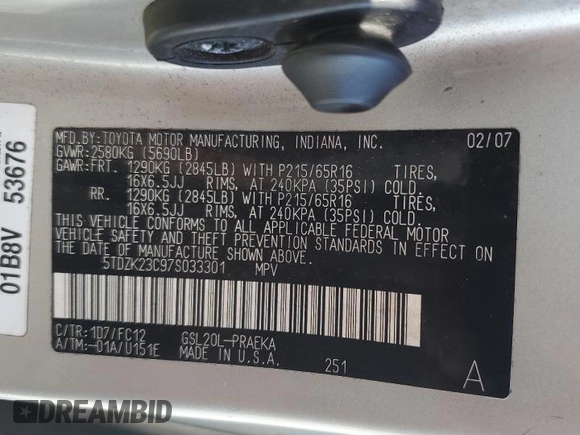 MFD.BY:TOYOTA MOTOR MANUFACTURING, INDIANA, INC. 02/07
GVWR:2580KG (5690LB)
GAWR:FRT. 1290KG (2845LB) WITH P215/65R16 TIRES,
16X6.5JJ RIMS, AT 240KPA (35PSI) COLD.
RR. 1290KG (2845LB) WITH P215/65R16 TIRES,
16X6.5JJ RIMS, AT 240KPA (35PSI) COLD.
THIS VEHICLE CONFORMS TO ALL APPLICABLE FEDERAL MOTOR
VEHICLE SAFETY AND THEFT PREVENTION STANDARDS IN EFFECT
ON THE DATE OF MANUFACTURE SHOWN ABOVE.
5TDZK23C97S033301 MPV
C/TR:1D7/FC12 GSL20L-PRAEKA
A/TM:-01A/U151E MADE IN U.S.A. 251 A
01B8V 53676
DREAMBID